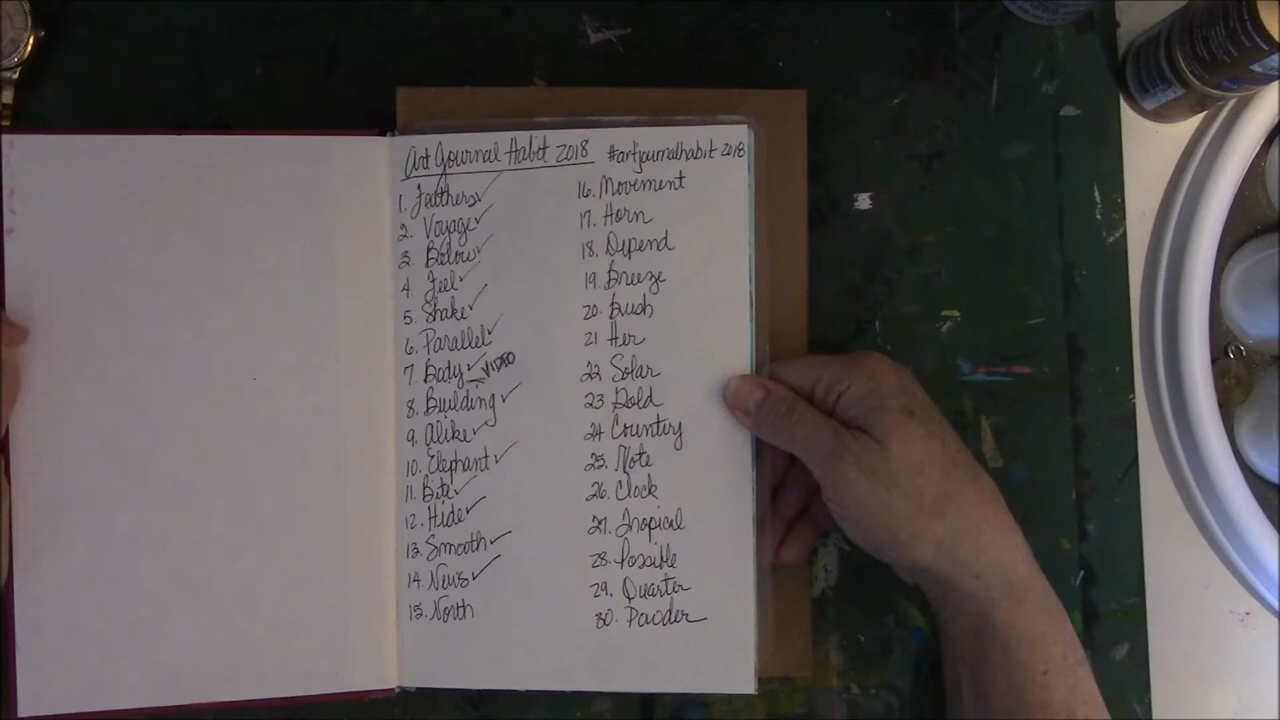 Art Journal Habit 2018 #artjournalhabit2018
1. Feathers ✓
2. Voyage ✓
3. Below ✓
4. Feel ✓
5. Shake ✓
6. Parallel ✓
7. Body ✓ VIDEO
8. Building ✓
9. Alike ✓
10. Elephant ✓
11. Bite ✓
12. Hide ✓
13. Smooth ✓
14. News ✓
15. North
16. Movement
17. Horn
18. Depend
19. Breeze
20. Brush
21 Her
22 Solar
23
24 Country
25. Note
26. Clock
27. Tropical
28. Possible
29. Quarter
30. Powder